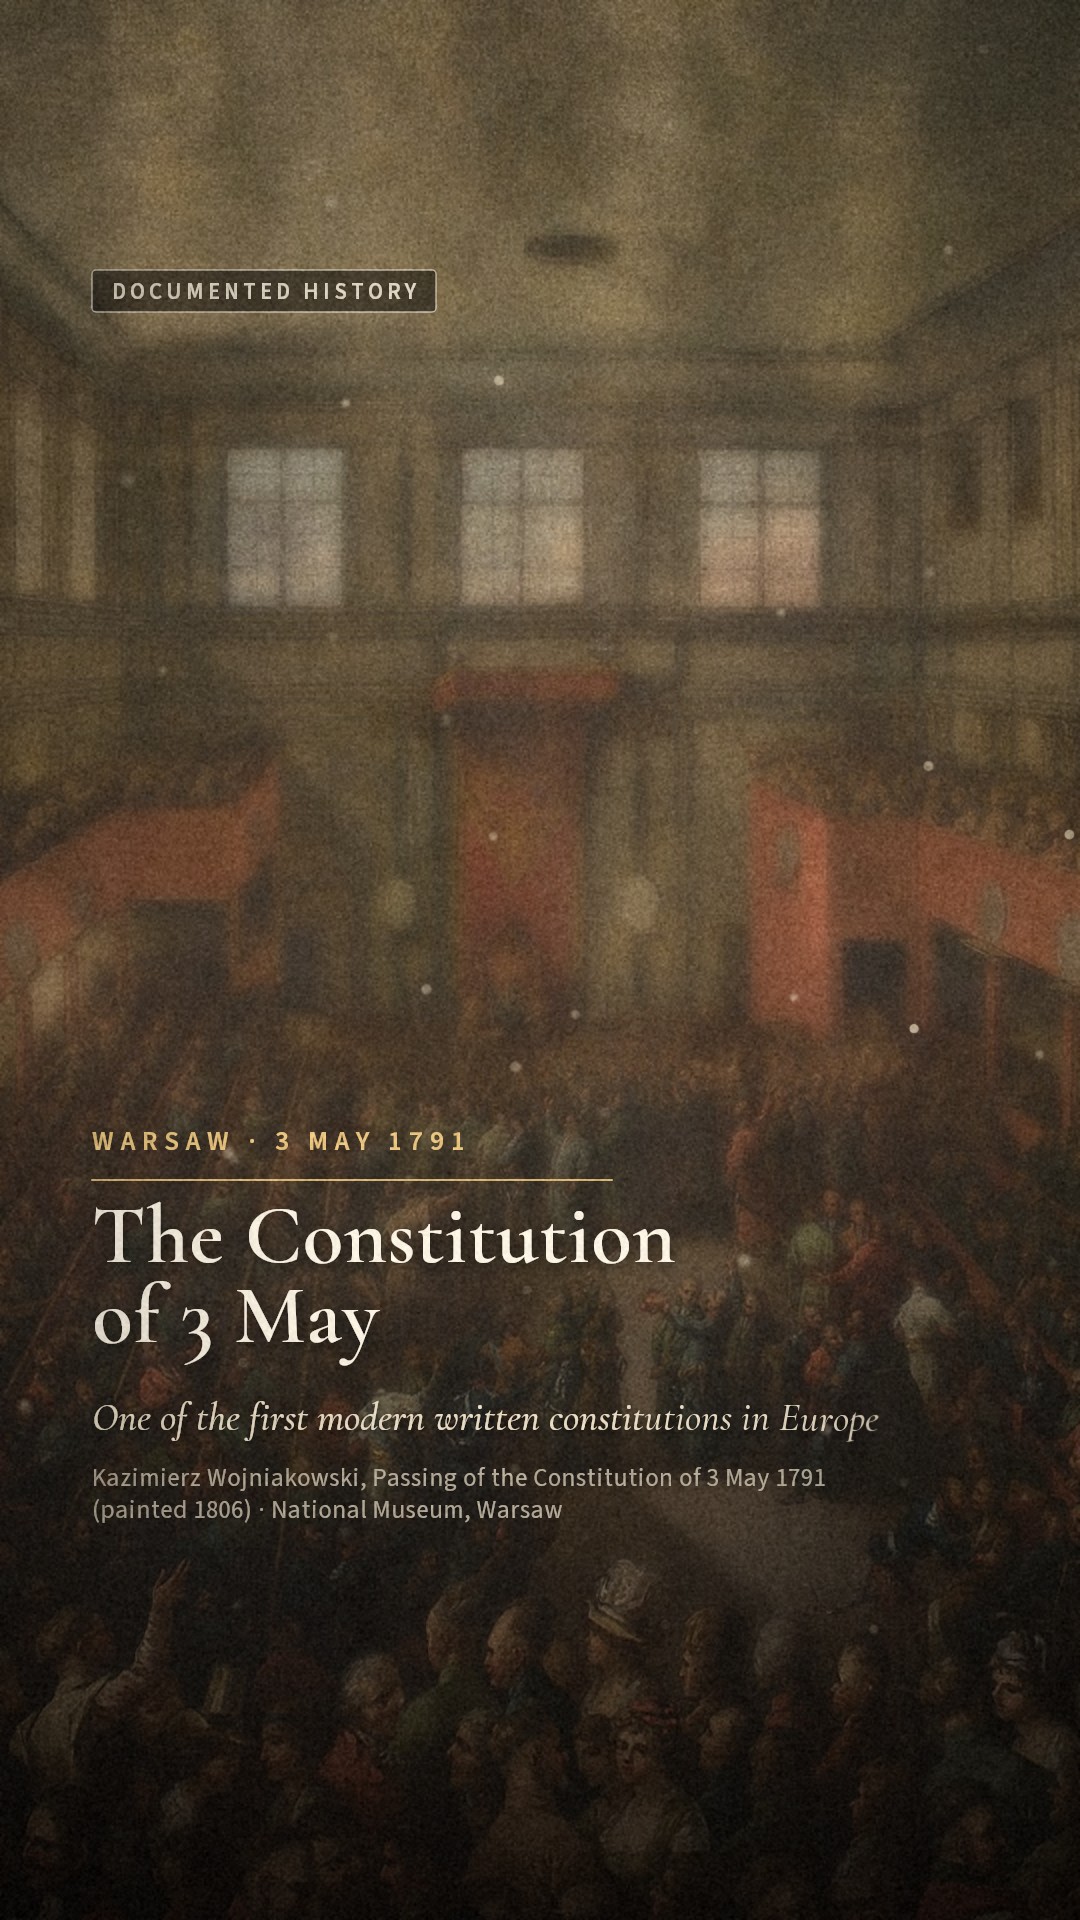 DOCUMENTED HISTORY
WARSAW · 3 MAY 1791
The Constitution
of 3 May
One of the first modern written constitutions in Europe
Kazimierz Wojniakowski, Passing of the Constitution of 3 May 1791
(painted 1806) · National Museum, Warsaw